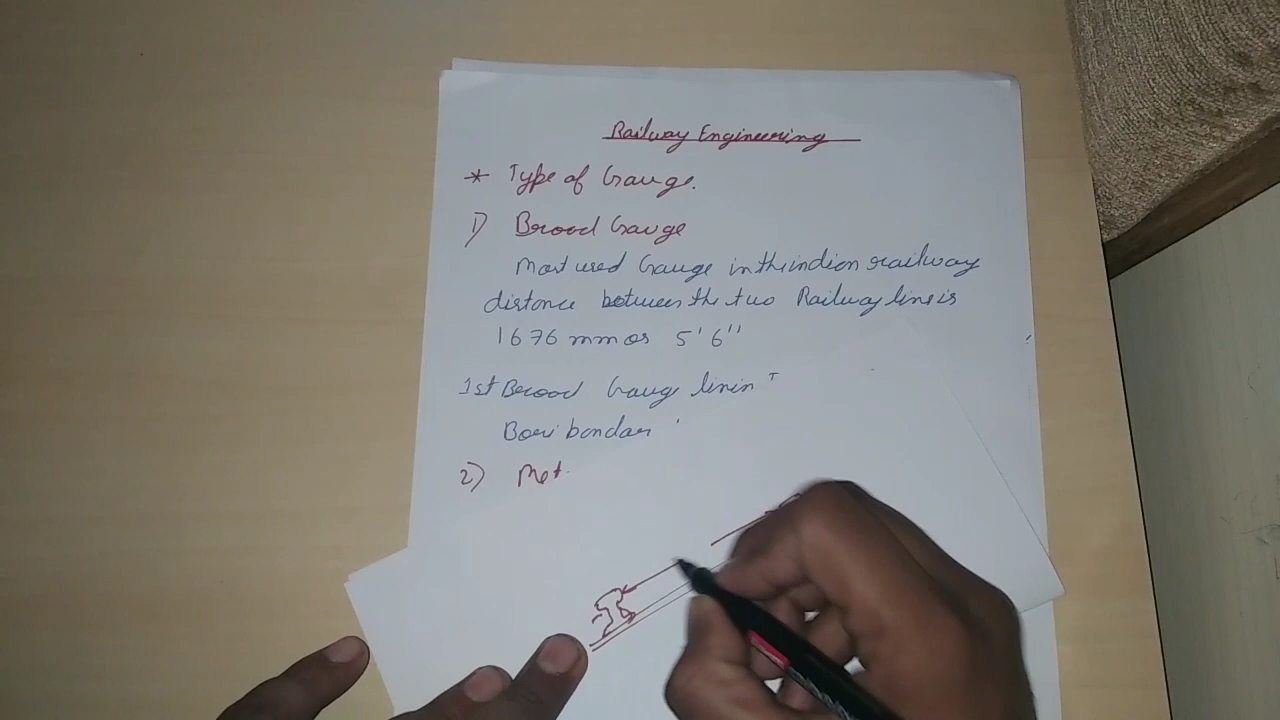 Railway Engineering
* Type of Gauge.
1) Broad Gauge
Most used Gauge in the indian railway
distance between the two Railway line is
1676 mm or 5'6"
1st Broad Gauge line in
Bori bandar
2) Met